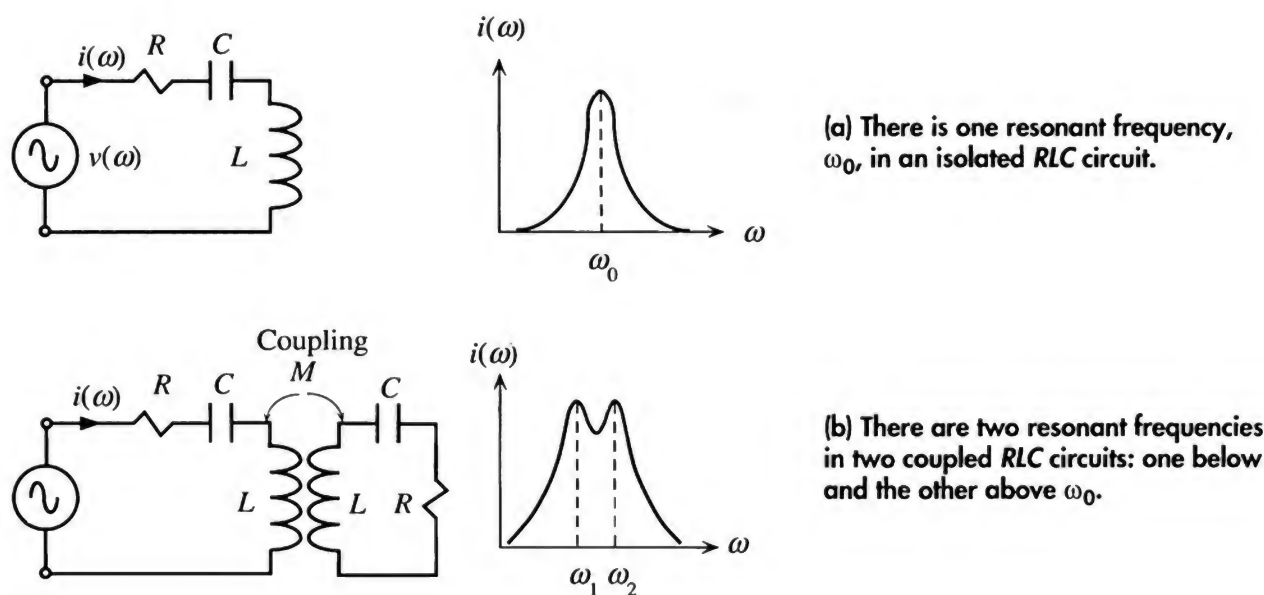 i(ω)
R
C
v(ω)
L
i(ω)
ω
ω₀
(a) There is one resonant frequency,
ω₀, in an isolated RLC circuit.
Coupling
M
i(ω)
R
C
C
L
L
R
i(ω)
ω
ω₁ ω₂
(b) There are two resonant frequencies
in two coupled RLC circuits: one below
and the other above ω₀.